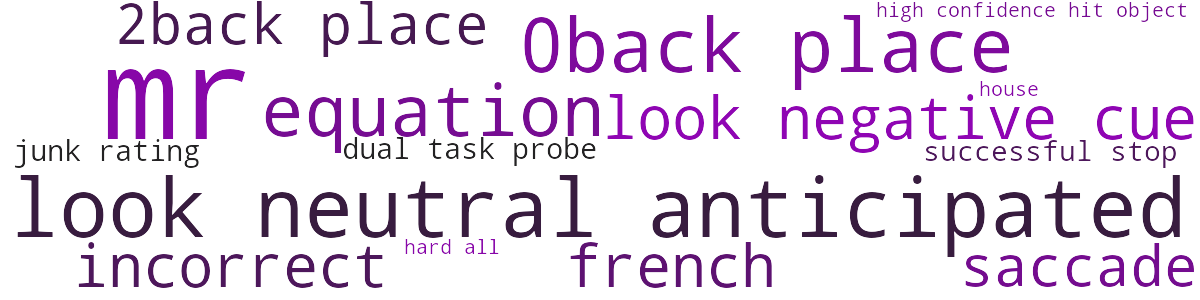 high confidence hit object
2back place
0back place
mr
house
equation
look negative cue
junk rating
dual task probe
successful stop
look neutral anticipated
hard all
incorrect
french
saccade